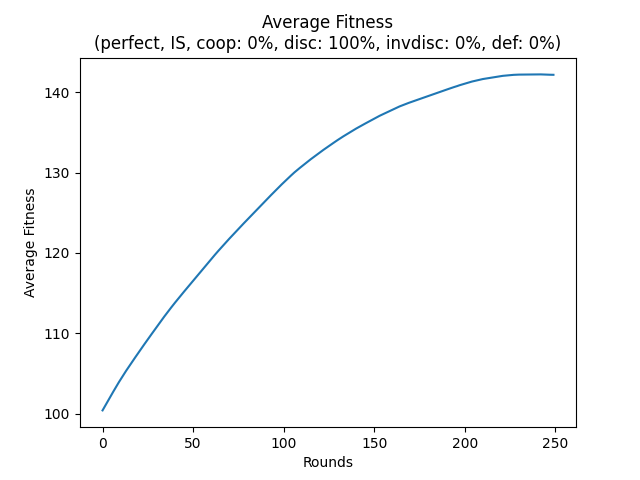 Average Fitness
(perfect, IS, coop: 0%, disc: 100%, invdisc: 0%, def: 0%)
140
130
120
110
100
Average Fitness
0 50 100 150 200 250
Rounds